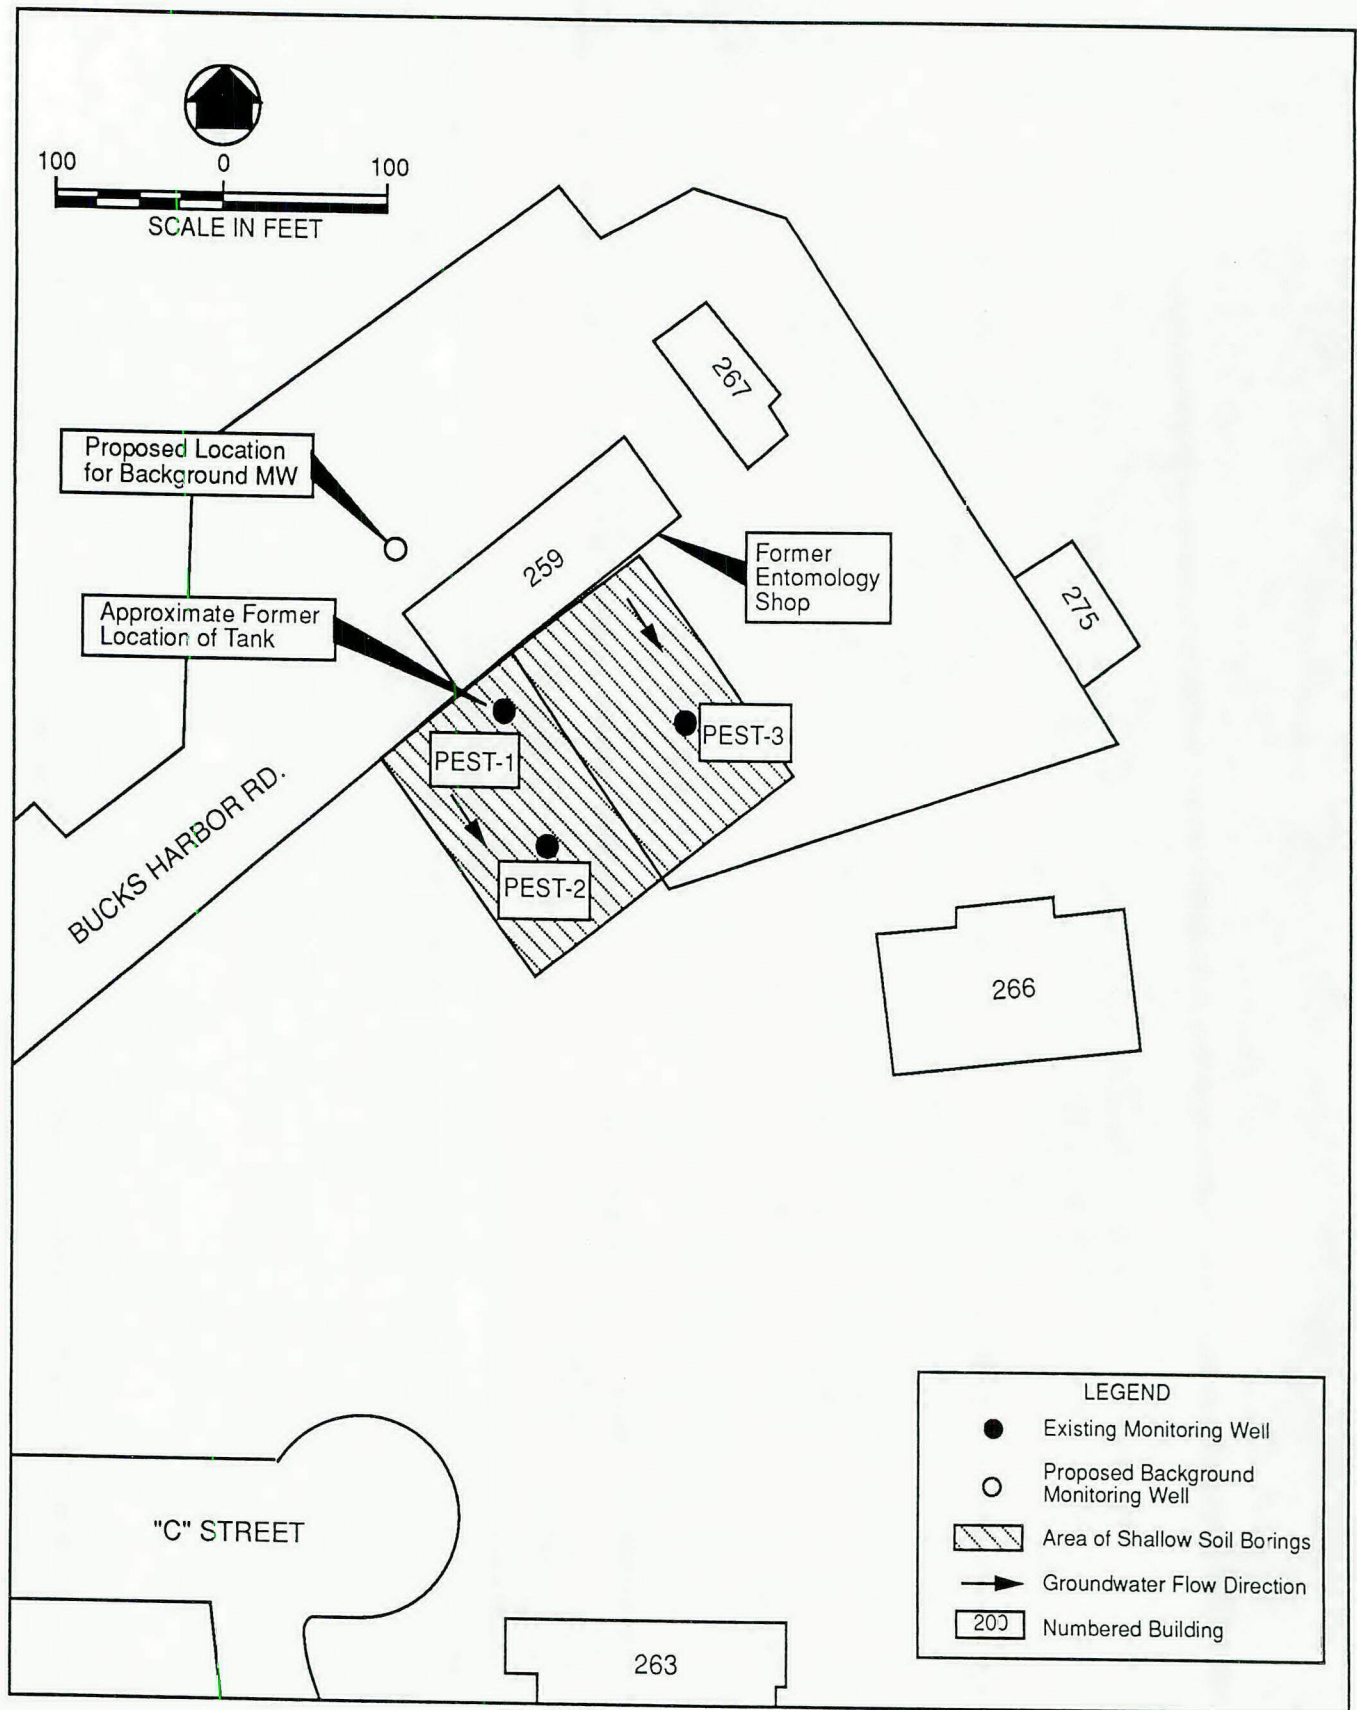 100 0 100
SCALE IN FEET
267
Proposed Location
for Background MW
259
Former
Entomology
Shop
275
Approximate Former
Location of Tank
PEST-1
PEST-3
BUCKS HARBOR RD.
PEST-2
266
LEGEND
Existing Monitoring Well
Proposed Background
Monitoring Well
Area of Shallow Soil Borings
Groundwater Flow Direction
200 Numbered Building
"C" STREET
263